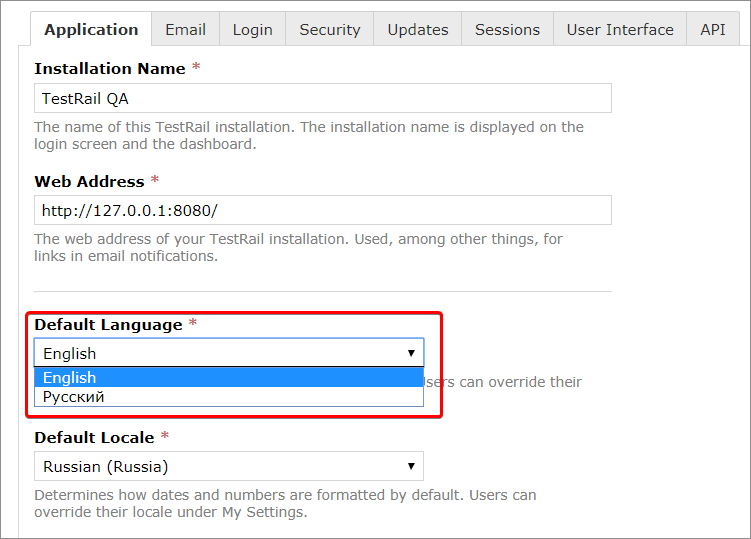 Application Email Login Security Updates Sessions User Interface API
Installation Name *
TestRail QA
The name of this TestRail installation. The installation name is displayed on the
login screen and the dashboard.
Web Address *
http://127.0.0.1:8080/
The web address of your TestRail installation. Used, among other things, for
links in email notifications.
Default Language *
English
English
Users can override their
Русский
Default Locale *
Russian (Russia)
Determines how dates and numbers are formatted by default. Users can
override their locale under My Settings.